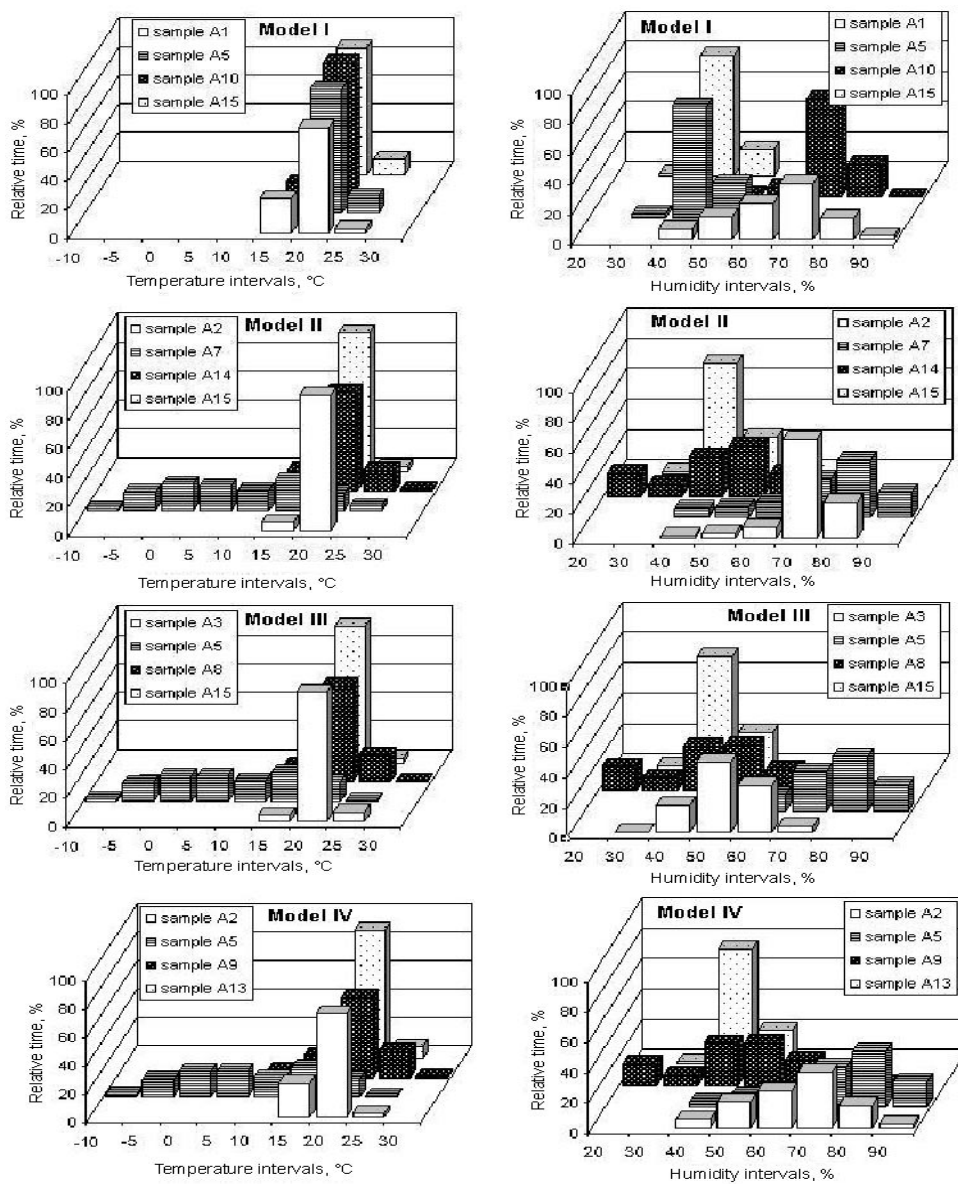 Model I
sample A1
sample A5
sample A10
sample A15
Relative time, %
100
80
60
40
20
0
-10 -5 0 5 10 15 20 25 30
Temperature intervals, °C
Model I
sample A1
sample A5
sample A10
sample A15
Relative time, %
100
80
60
40
20
0
20 30 40 50 60 70 80 90
Humidity intervals, %
Model II
sample A2
sample A7
sample A14
sample A15
Relative time, %
100
80
60
40
20
0
-10 -5 0 5 10 15 20 25 30
Temperature intervals, °C
Model II
sample A2
sample A7
sample A14
sample A15
Relative time, %
100
80
60
40
20
0
20 30 40 50 60 70 80 90
Humidity intervals, %
Model III
sample A3
sample A5
sample A8
sample A15
Relative time, %
100
80
60
40
20
0
-10 -5 0 5 10 15 20 25 30
Temperature intervals, °C
Model III
sample A3
sample A5
sample A8
sample A15
Relative time, %
100
80
60
40
20
0
20 30 40 50 60 70 80 90
Humidity intervals, %
Model IV
sample A2
sample A5
sample A9
sample A13
Relative time, %
100
80
60
40
20
0
-10 -5 0 5 10 15 20 25 30
Temperature intervals, °C
Model IV
sample A2
sample A5
sample A9
sample A13
Relative time, %
100
80
60
40
20
0
20 30 40 50 60 70 80 90
Humidity intervals, %